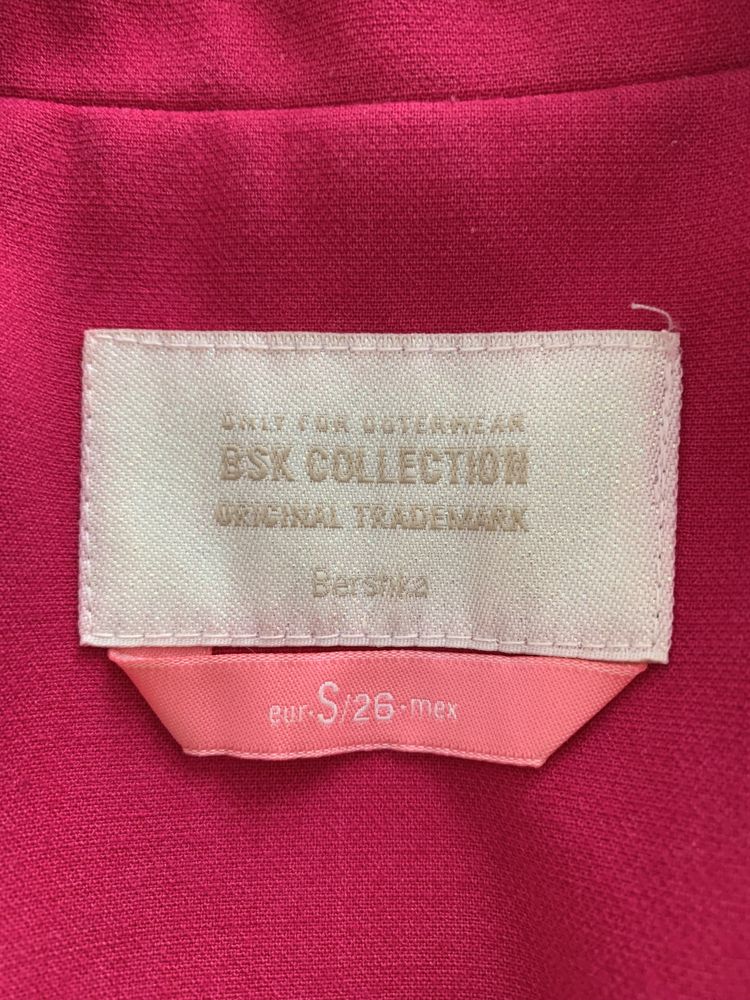 ONLY FOR OUTERWEAR
BSK COLLECTION
ORIGINAL TRADEMARK
Bershka
eur·S/26·mex